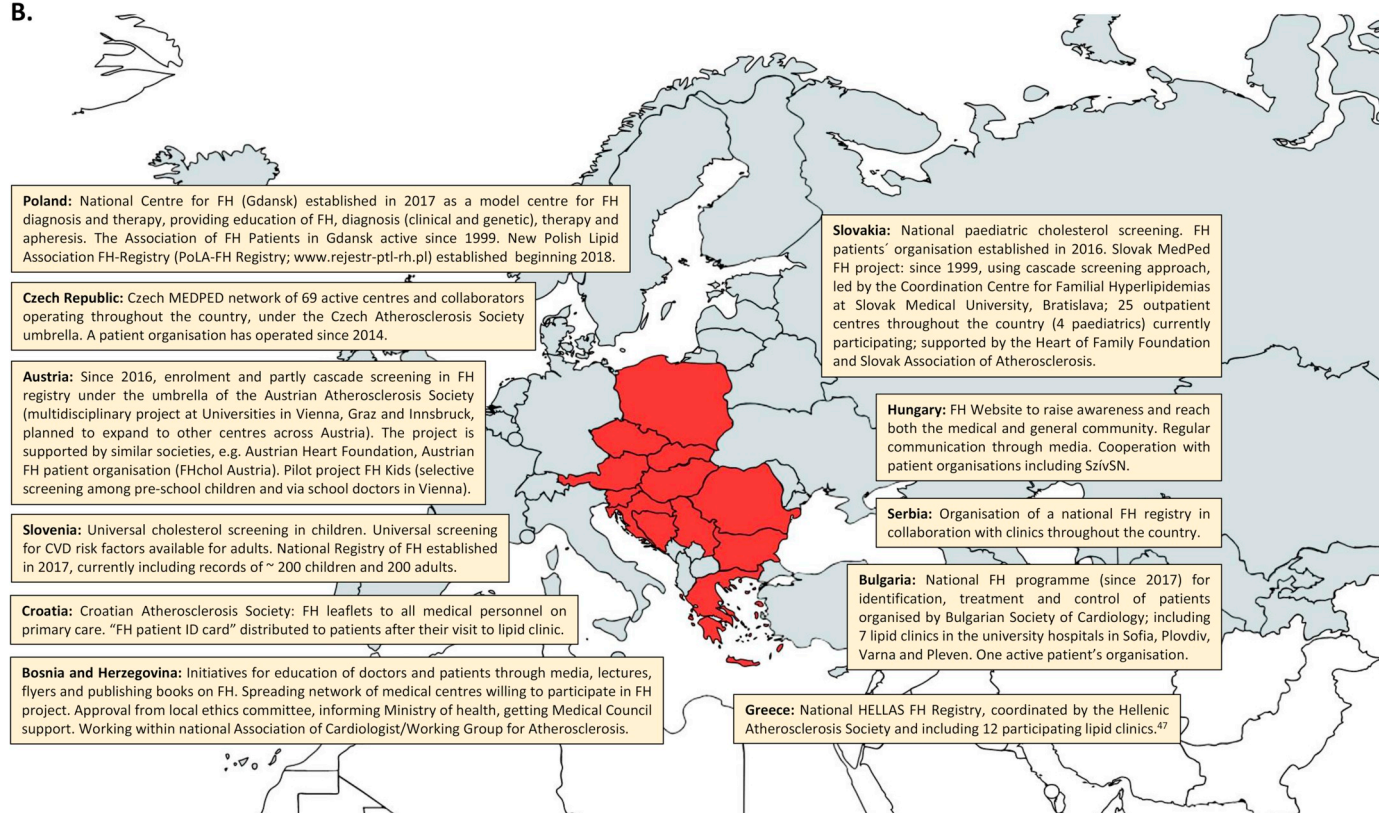 B.
Poland: National Centre for FH (Gdansk) established in 2017 as a model centre for FH
diagnosis and therapy, providing education of FH, diagnosis (clinical and genetic), therapy and
apheresis. The Association of FH Patients in Gdansk active since 1999. New Polish Lipid
Association FH-Registry (PoLA-FH Registry; www.rejestr-ptl-rh.pl) established beginning 2018.
Czech Republic: Czech MEDPED network of 69 active centres and collaborators
operating throughout the country, under the Czech Atherosclerosis Society
umbrella. A patient organisation has operated since 2014.
Austria: Since 2016, enrolment and partly cascade screening in FH
registry under the umbrella of the Austrian Atherosclerosis Society
(multidisciplinary project at Universities in Vienna, Graz and Innsbruck,
planned to expand to other centres across Austria). The project is
supported by similar societies, e.g. Austrian Heart Foundation, Austrian
FH patient organisation (FHchol Austria). Pilot project FH Kids (selective
screening among pre-school children and via school doctors in Vienna).
Slovenia: Universal cholesterol screening in children. Universal screening
for CVD risk factors available for adults. National Registry of FH established
in 2017, currently including records of ~ 200 children and 200 adults.
Croatia: Croatian Atherosclerosis Society: FH leaflets to all medical personnel on
primary care. “FH patient ID card” distributed to patients after their visit to lipid clinic.
Bosnia and Herzegovina: Initiatives for education of doctors and patients through media, lectures,
flyers and publishing books on FH. Spreading network of medical centres willing to participate in FH
project. Approval from local ethics committee, informing Ministry of health, getting Medical Council
support. Working within national Association of Cardiologist/Working Group for Atherosclerosis.
Slovakia: National paediatric cholesterol screening. FH
patients´ organisation established in 2016. Slovak MedPed
FH project: since 1999, using cascade screening approach,
led by the Coordination Centre for Familial Hyperlipidemias
at Slovak Medical University, Bratislava; 25 outpatient
centres throughout the country (4 paediatrics) currently
participating; supported by the Heart of Family Foundation
and Slovak Association of Atherosclerosis.
Hungary: FH Website to raise awareness and reach
both the medical and general community. Regular
communication through media. Cooperation with
patient organisations including SzívSN.
Serbia: Organisation of a national FH registry in
collaboration with clinics throughout the country.
Bulgaria: National FH programme (since 2017) for
identification, treatment and control of patients
organised by Bulgarian Society of Cardiology; including
7 lipid clinics in the university hospitals in Sofia, Plovdiv,
Varna and Pleven. One active patient’s organisation.
Greece: National HELLAS FH Registry, coordinated by the Hellenic
Atherosclerosis Society and including 12 participating lipid clinics.⁴⁷